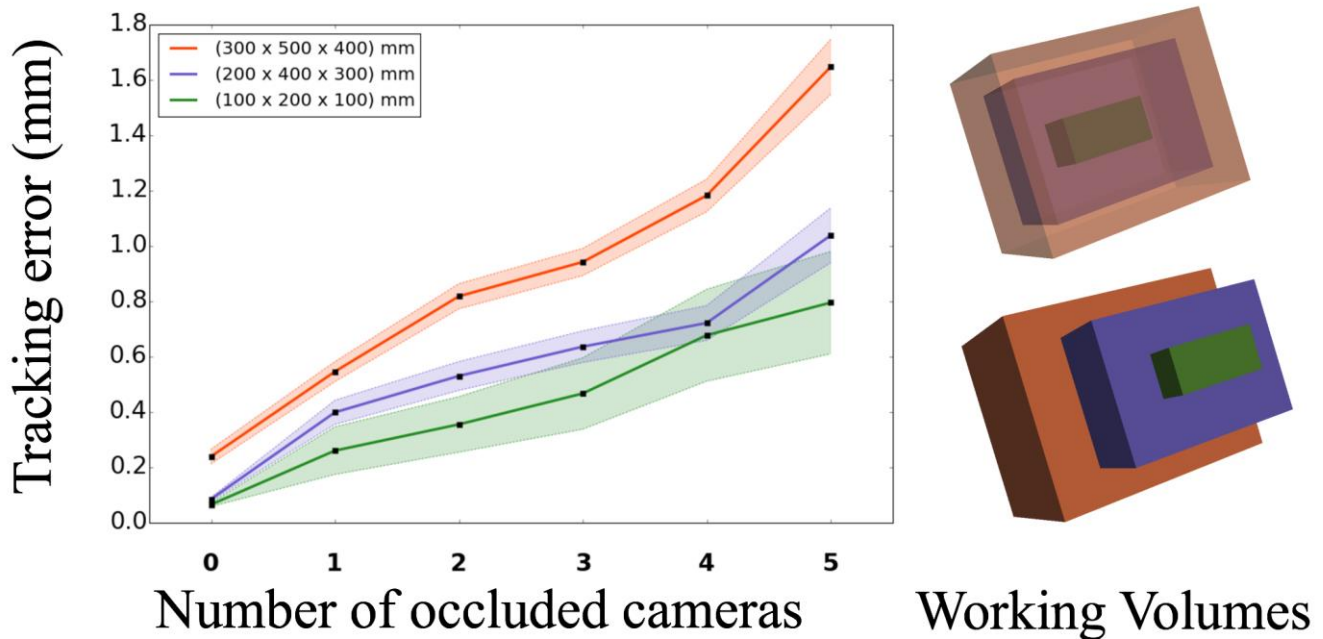 Tracking error (mm)
1.8
1.6
1.4
1.2
1.0
0.8
0.6
0.4
0.2
0.0
(300 x 500 x 400) mm
(200 x 400 x 300) mm
(100 x 200 x 100) mm
0 1 2 3 4 5
Number of occluded cameras
Working Volumes